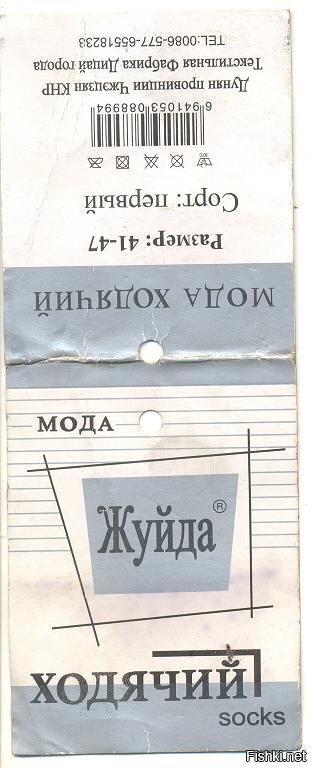 МОДА ХОДЯЧИЙ
Размер: 41-47
Сорт: первый
6 941053 088994
Дунян провинции Чжэцзян КНР
Текстильная Фабрика Дицай города
TEL:0086-577-65518233
МОДА
Жуйда®
ХОДЯЧИЙ
socks
Fishki.net